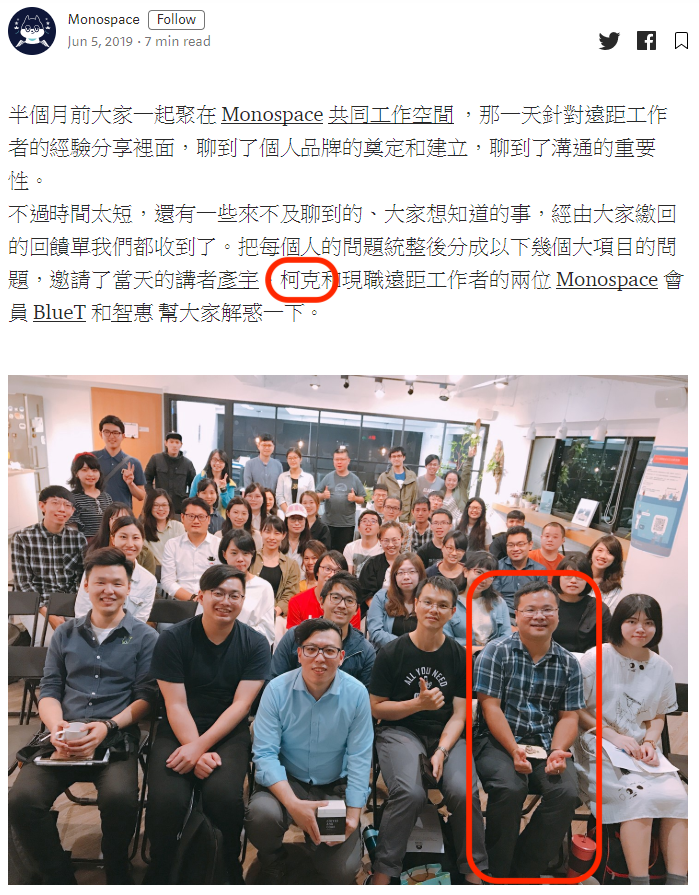 Monospace Follow
Jun 5, 2019 · 7 min read
半個月前大家一起聚在 Monospace 共同工作空間 ，那一天針對遠距工作
者的經驗分享裡面，聊到了個人品牌的奠定和建立，聊到了溝通的重要
性。
不過時間太短，還有一些來不及聊到的、大家想知道的事，經由大家繳回
的回饋單我們都收到了。把每個人的問題統整後分成以下幾個大項目的問
題，邀請了當天的講者彥宇、柯克和現職遠距工作者的兩位 Monospace 會
員 BlueT 和智惠 幫大家解惑一下。
ALL YOU NEED